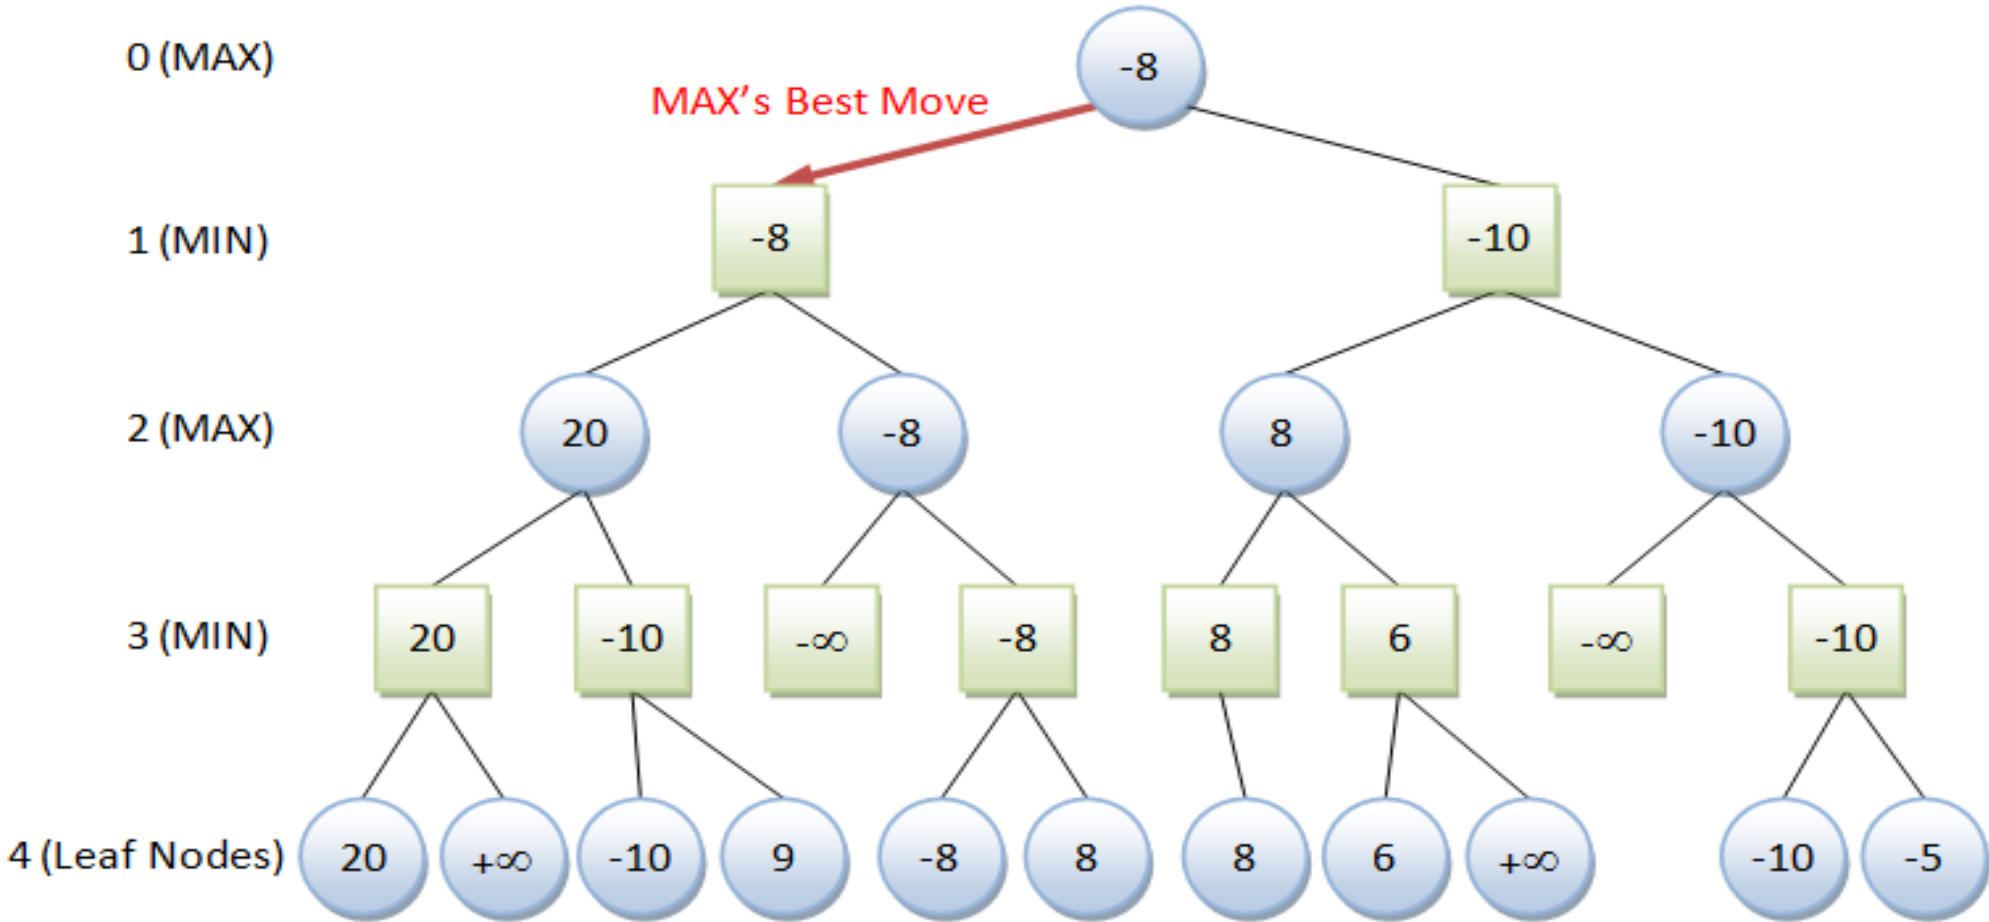 0 (MAX) -8
MAX's Best Move
1 (MIN) -8 -10
2 (MAX) 20 -8 8 -10
3 (MIN) 20 -10 -∞ -8 8 6 -∞ -10
4 (Leaf Nodes) 20 +∞ -10 9 -8 8 8 6 +∞ -10 -5